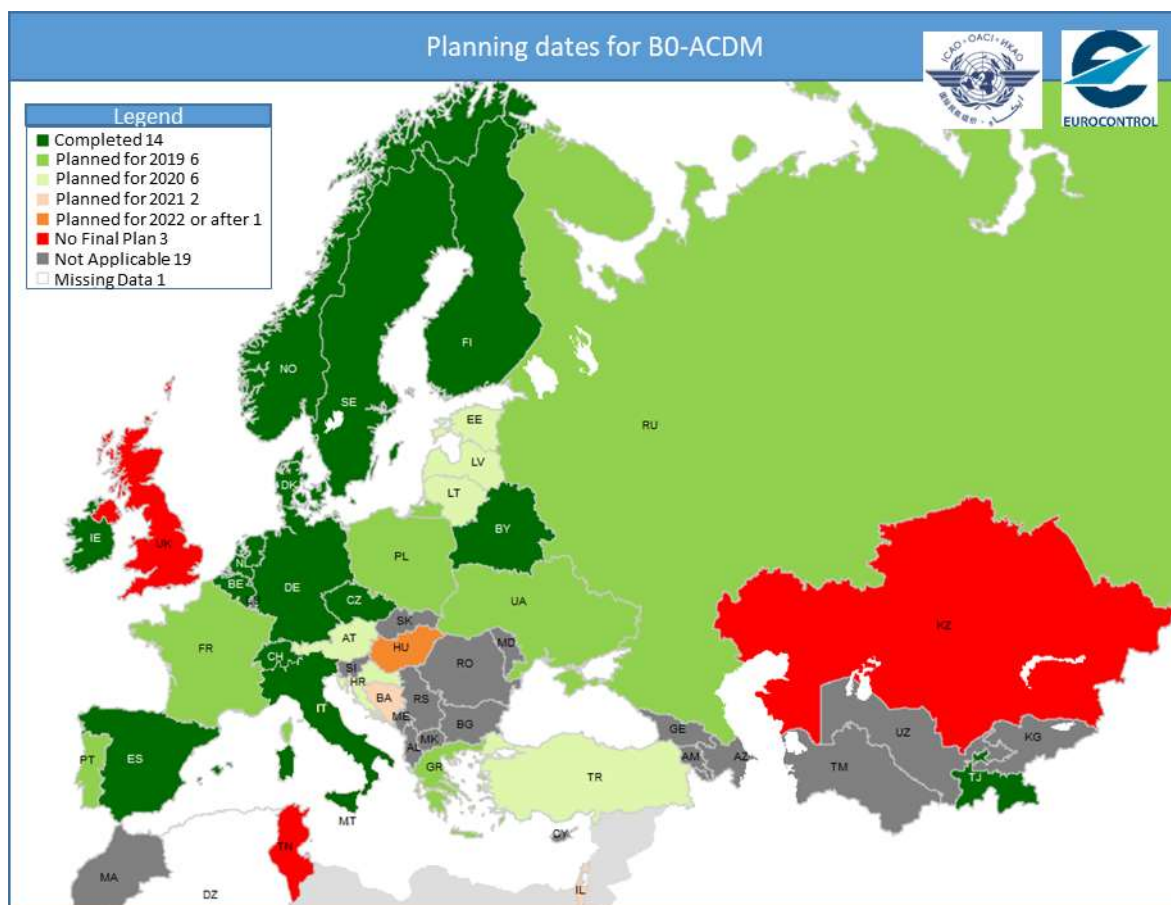 Planning dates for B0-ACDM
ICAO · OACI · ИКАО
EUROCONTROL
Legend
Completed 14
Planned for 2019 6
Planned for 2020 6
Planned for 2021 2
Planned for 2022 or after 1
No Final Plan 3
Not Applicable 19
Missing Data 1
FI
NO
SE
EE
RU
LV
DK
LT
BY
IE
UK
NL
PL
BE
DE
CZ
UA
KZ
SK
AT
MD
FR
HU
CH
SI
RO
HR
BA
RS
IT
ME
BG
GE
UZ
KG
MK
AL
AM
AZ
ES
PT
TM
GR
TR
TJ
MT
CY
TN
MA
DZ
IL